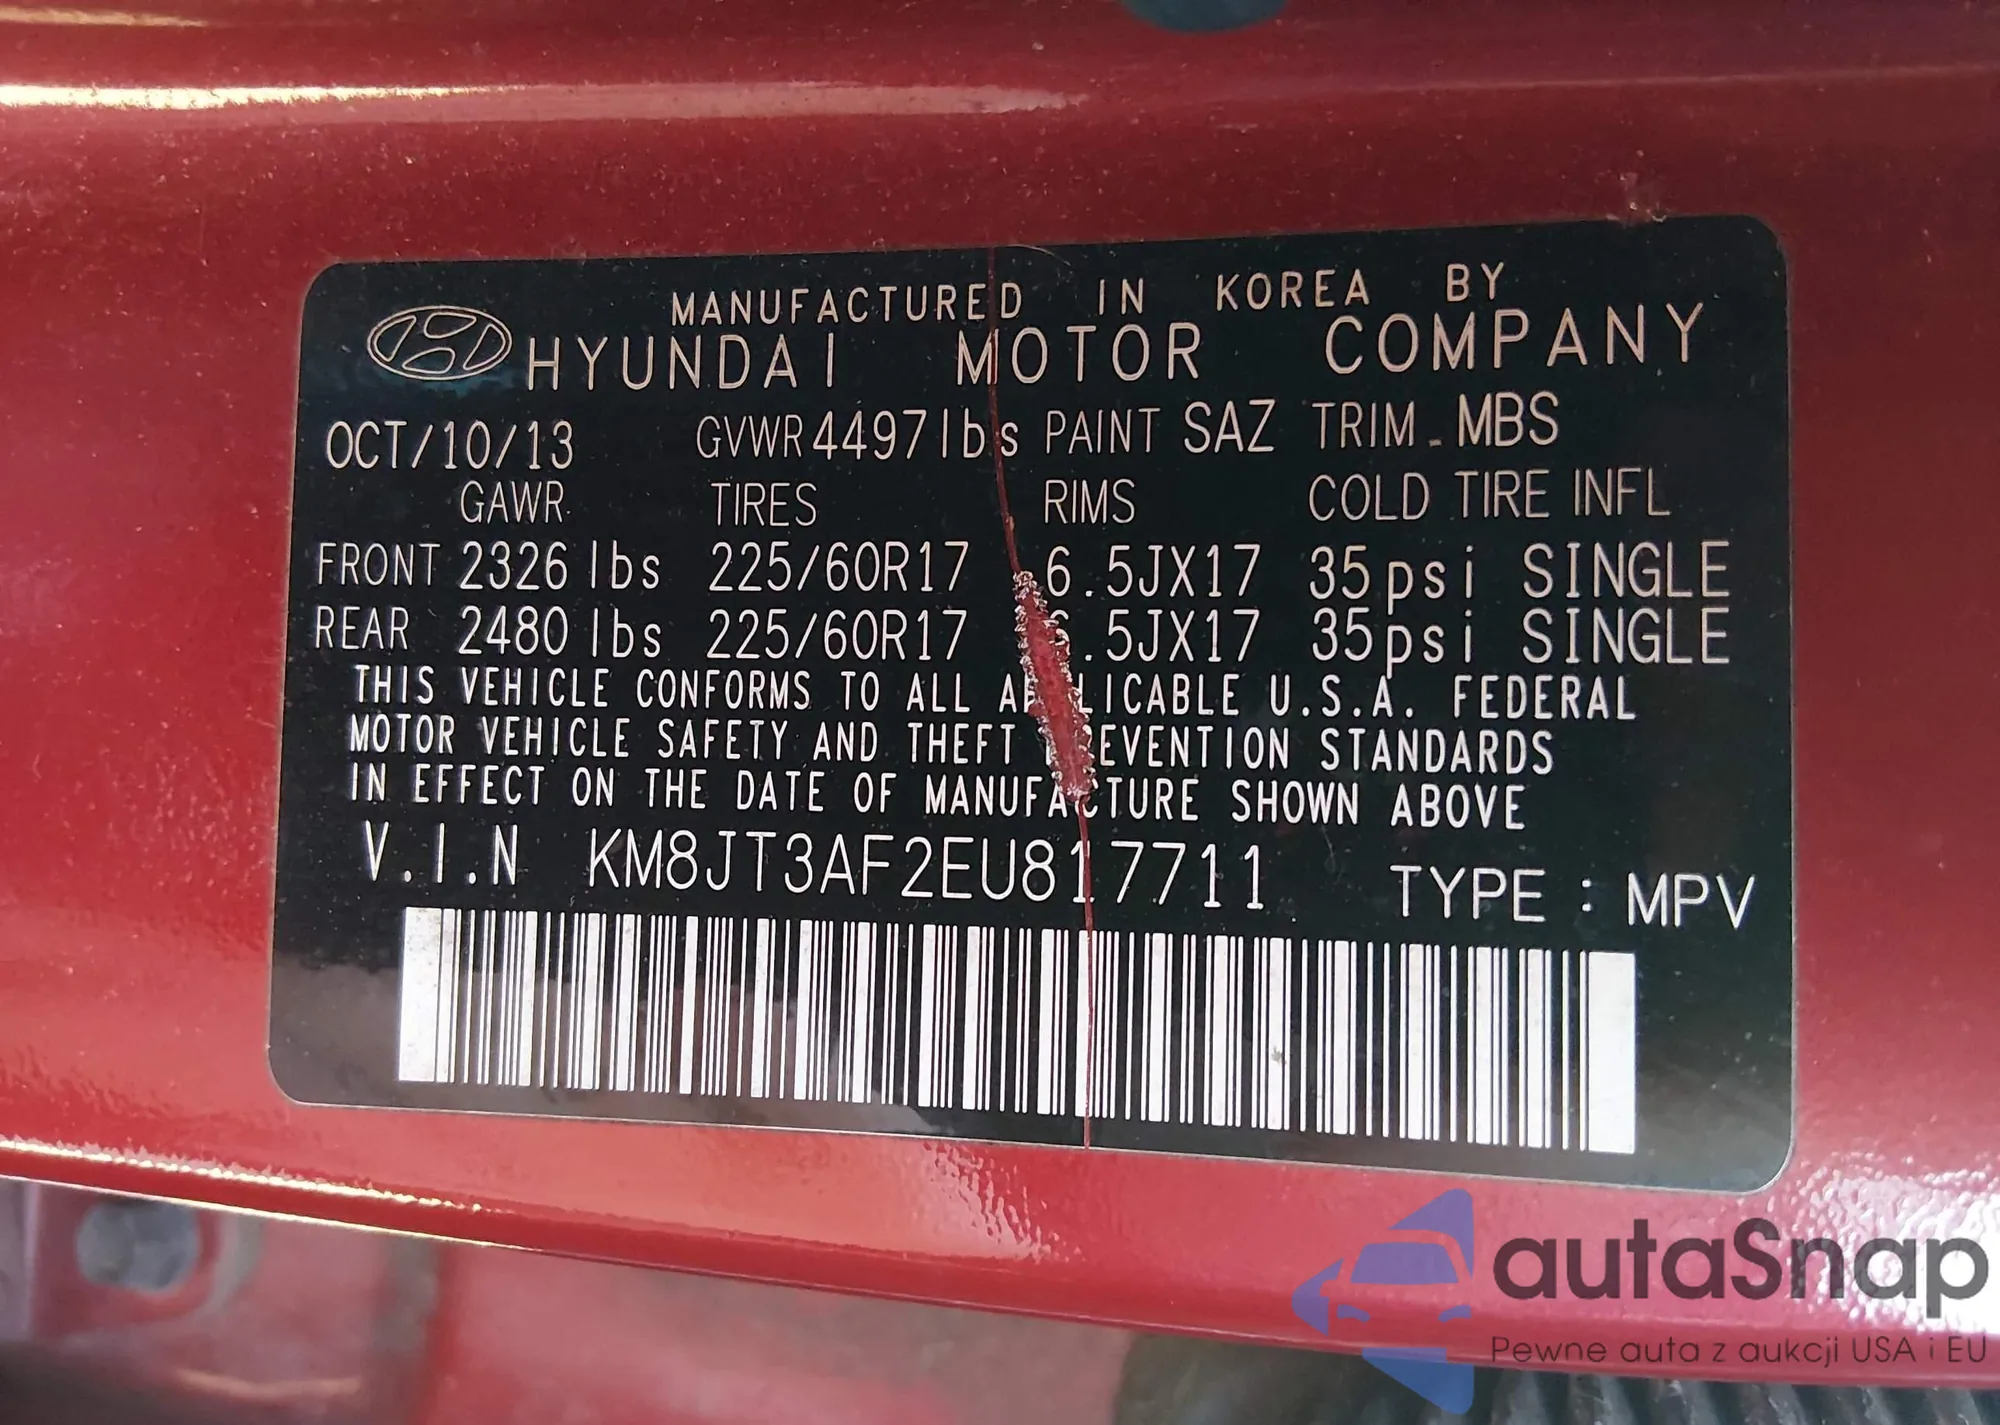 MANUFACTURED IN KOREA BY
HYUNDAI MOTOR COMPANY
OCT/10/13 GVWR 4497lbs PAINT SAZ TRIM MBS
GAWR TIRES RIMS COLD TIRE INFL
FRONT 2326 lbs 225/60R17 6.5JX17 35psi SINGLE
REAR 2480 lbs 225/60R17 6.5JX17 35psi SINGLE
THIS VEHICLE CONFORMS TO ALL APPLICABLE U.S.A. FEDERAL
MOTOR VEHICLE SAFETY AND THEFT PREVENTION STANDARDS
IN EFFECT ON THE DATE OF MANUFACTURE SHOWN ABOVE
V.I.N KM8JT3AF2EU817711 TYPE : MPV
autaSnap
Pewne auta z aukcji USA i EU